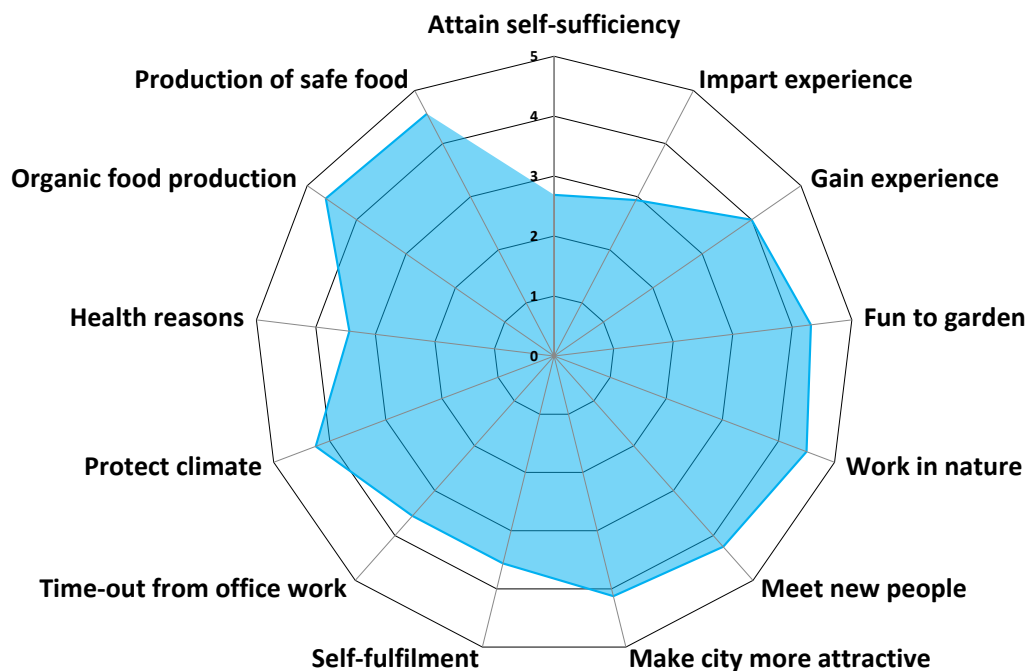 Attain self-sufficiency
Production of safe food
Impart experience
Organic food production
Gain experience
Health reasons
Fun to garden
Protect climate
Work in nature
Time-out from office work
Meet new people
Self-fulfilment
Make city more attractive
5
4
3
2
1
0